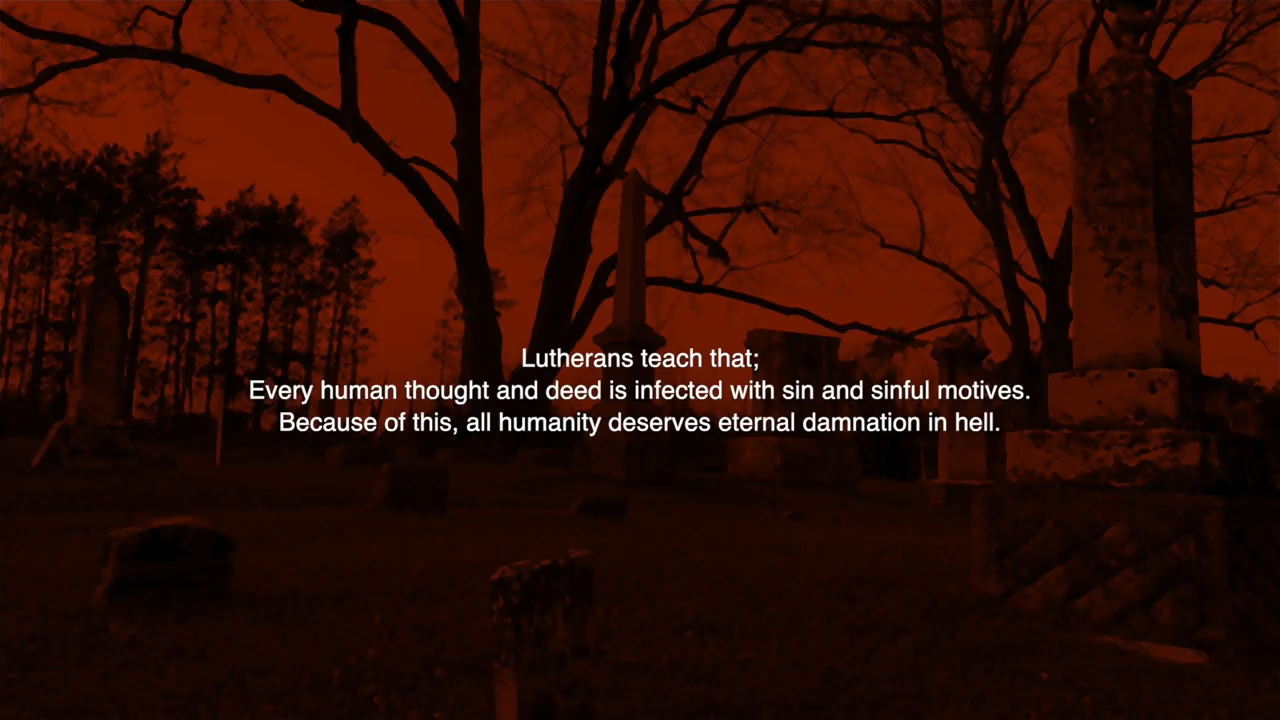 Lutherans teach that;
Every human thought and deed is infected with sin and sinful motives.
Because of this, all humanity deserves eternal damnation in hell.